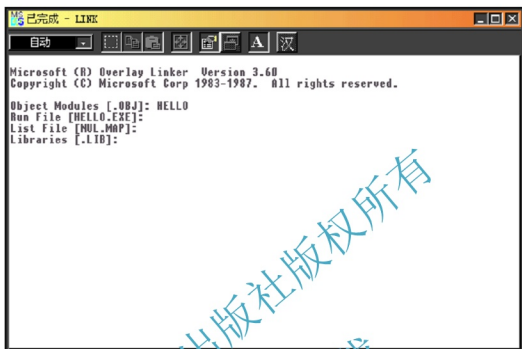 MS
已完成 - LINK
自动
A 汉
Microsoft (R) Overlay Linker  Version 3.60
Copyright (C) Microsoft Corp 1983-1987.  All rights reserved.
Object Modules [.OBJ]: HELLO
Run File [HELLO.EXE]:
List File [NUL.MAP]:
Libraries [.LIB]:
出版社版权所有